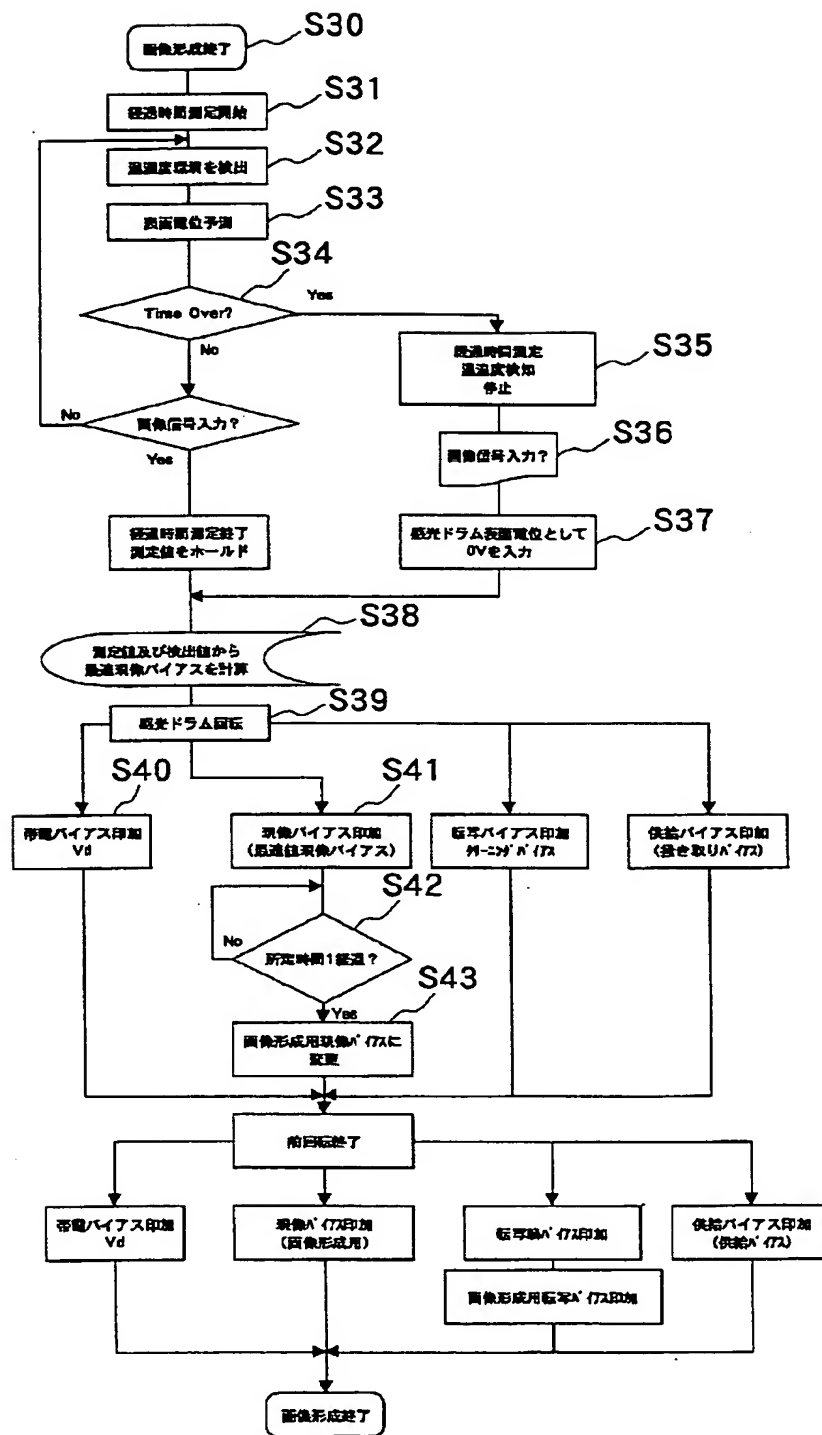 S30
画像形成終了
S31
経過時間測定開始
S32
温湿度環境を検出
S33
表面電位予測
S34
Time Over?
Yes
No
S35
経過時間測定
温湿度検知
停止
No
画像信号入力?
Yes
S36
画像信号入力?
経過時間測定終了
測定値をホールド
S37
感光ドラム表面電位として
0Vを入力
S38
測定値及び検出値から
最適現像バイアスを計算
S39
感光ドラム回転
S40
帯電バイアス印加
Vd
S41
現像バイアス印加
(最適値現像バイアス)
転写バイアス印加
クリーニングバイアス
供給バイアス印加
(掻き取りバイアス)
S42
No
所定時間1経過?
S43
Yes
画像形成用現像バイアスに
変更
前回転終了
帯電バイアス印加
Vd
現像バイアス印加
(画像形成用)
転写前バイアス印加
供給バイアス印加
(供給バイアス)
画像形成用転写バイアス印加
画像形成終了